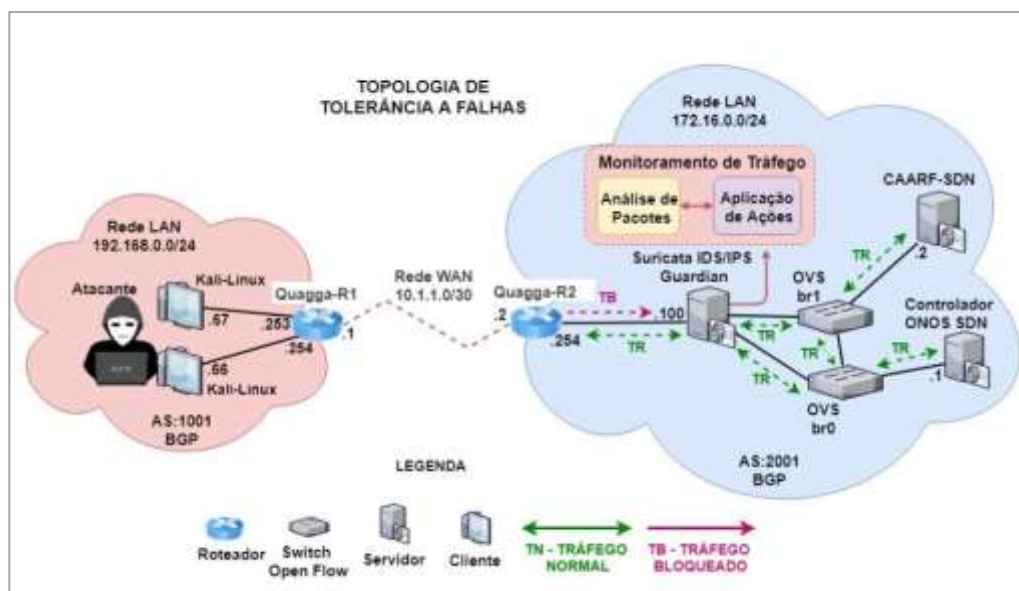 TOPOLOGIA DE
TOLERÂNCIA A FALHAS
Rede LAN
192.168.0.0/24
Atacante
Kali-Linux
.67
.66
Kali-Linux
AS:1001
BGP
Quagga-R1
.253
.254
.1
Rede WAN
10.1.1.0/30
Quagga-R2
.2
.254
TB
TR
.100
Rede LAN
172.16.0.0/24
Monitoramento de Tráfego
Análise de
Pacotes
Aplicação
de Ações
Suricata IDS/IPS
Guardian
CAARF-SDN
.2
TR
OVS
br1
TR
TR
TR
Controlador
ONOS SDN
TR
.1
OVS
br0
AS:2001
BGP
LEGENDA
Roteador
Switch
Open Flow
Servidor
Cliente
TN - TRÁFEGO
NORMAL
TB - TRÁFEGO
BLOQUEADO